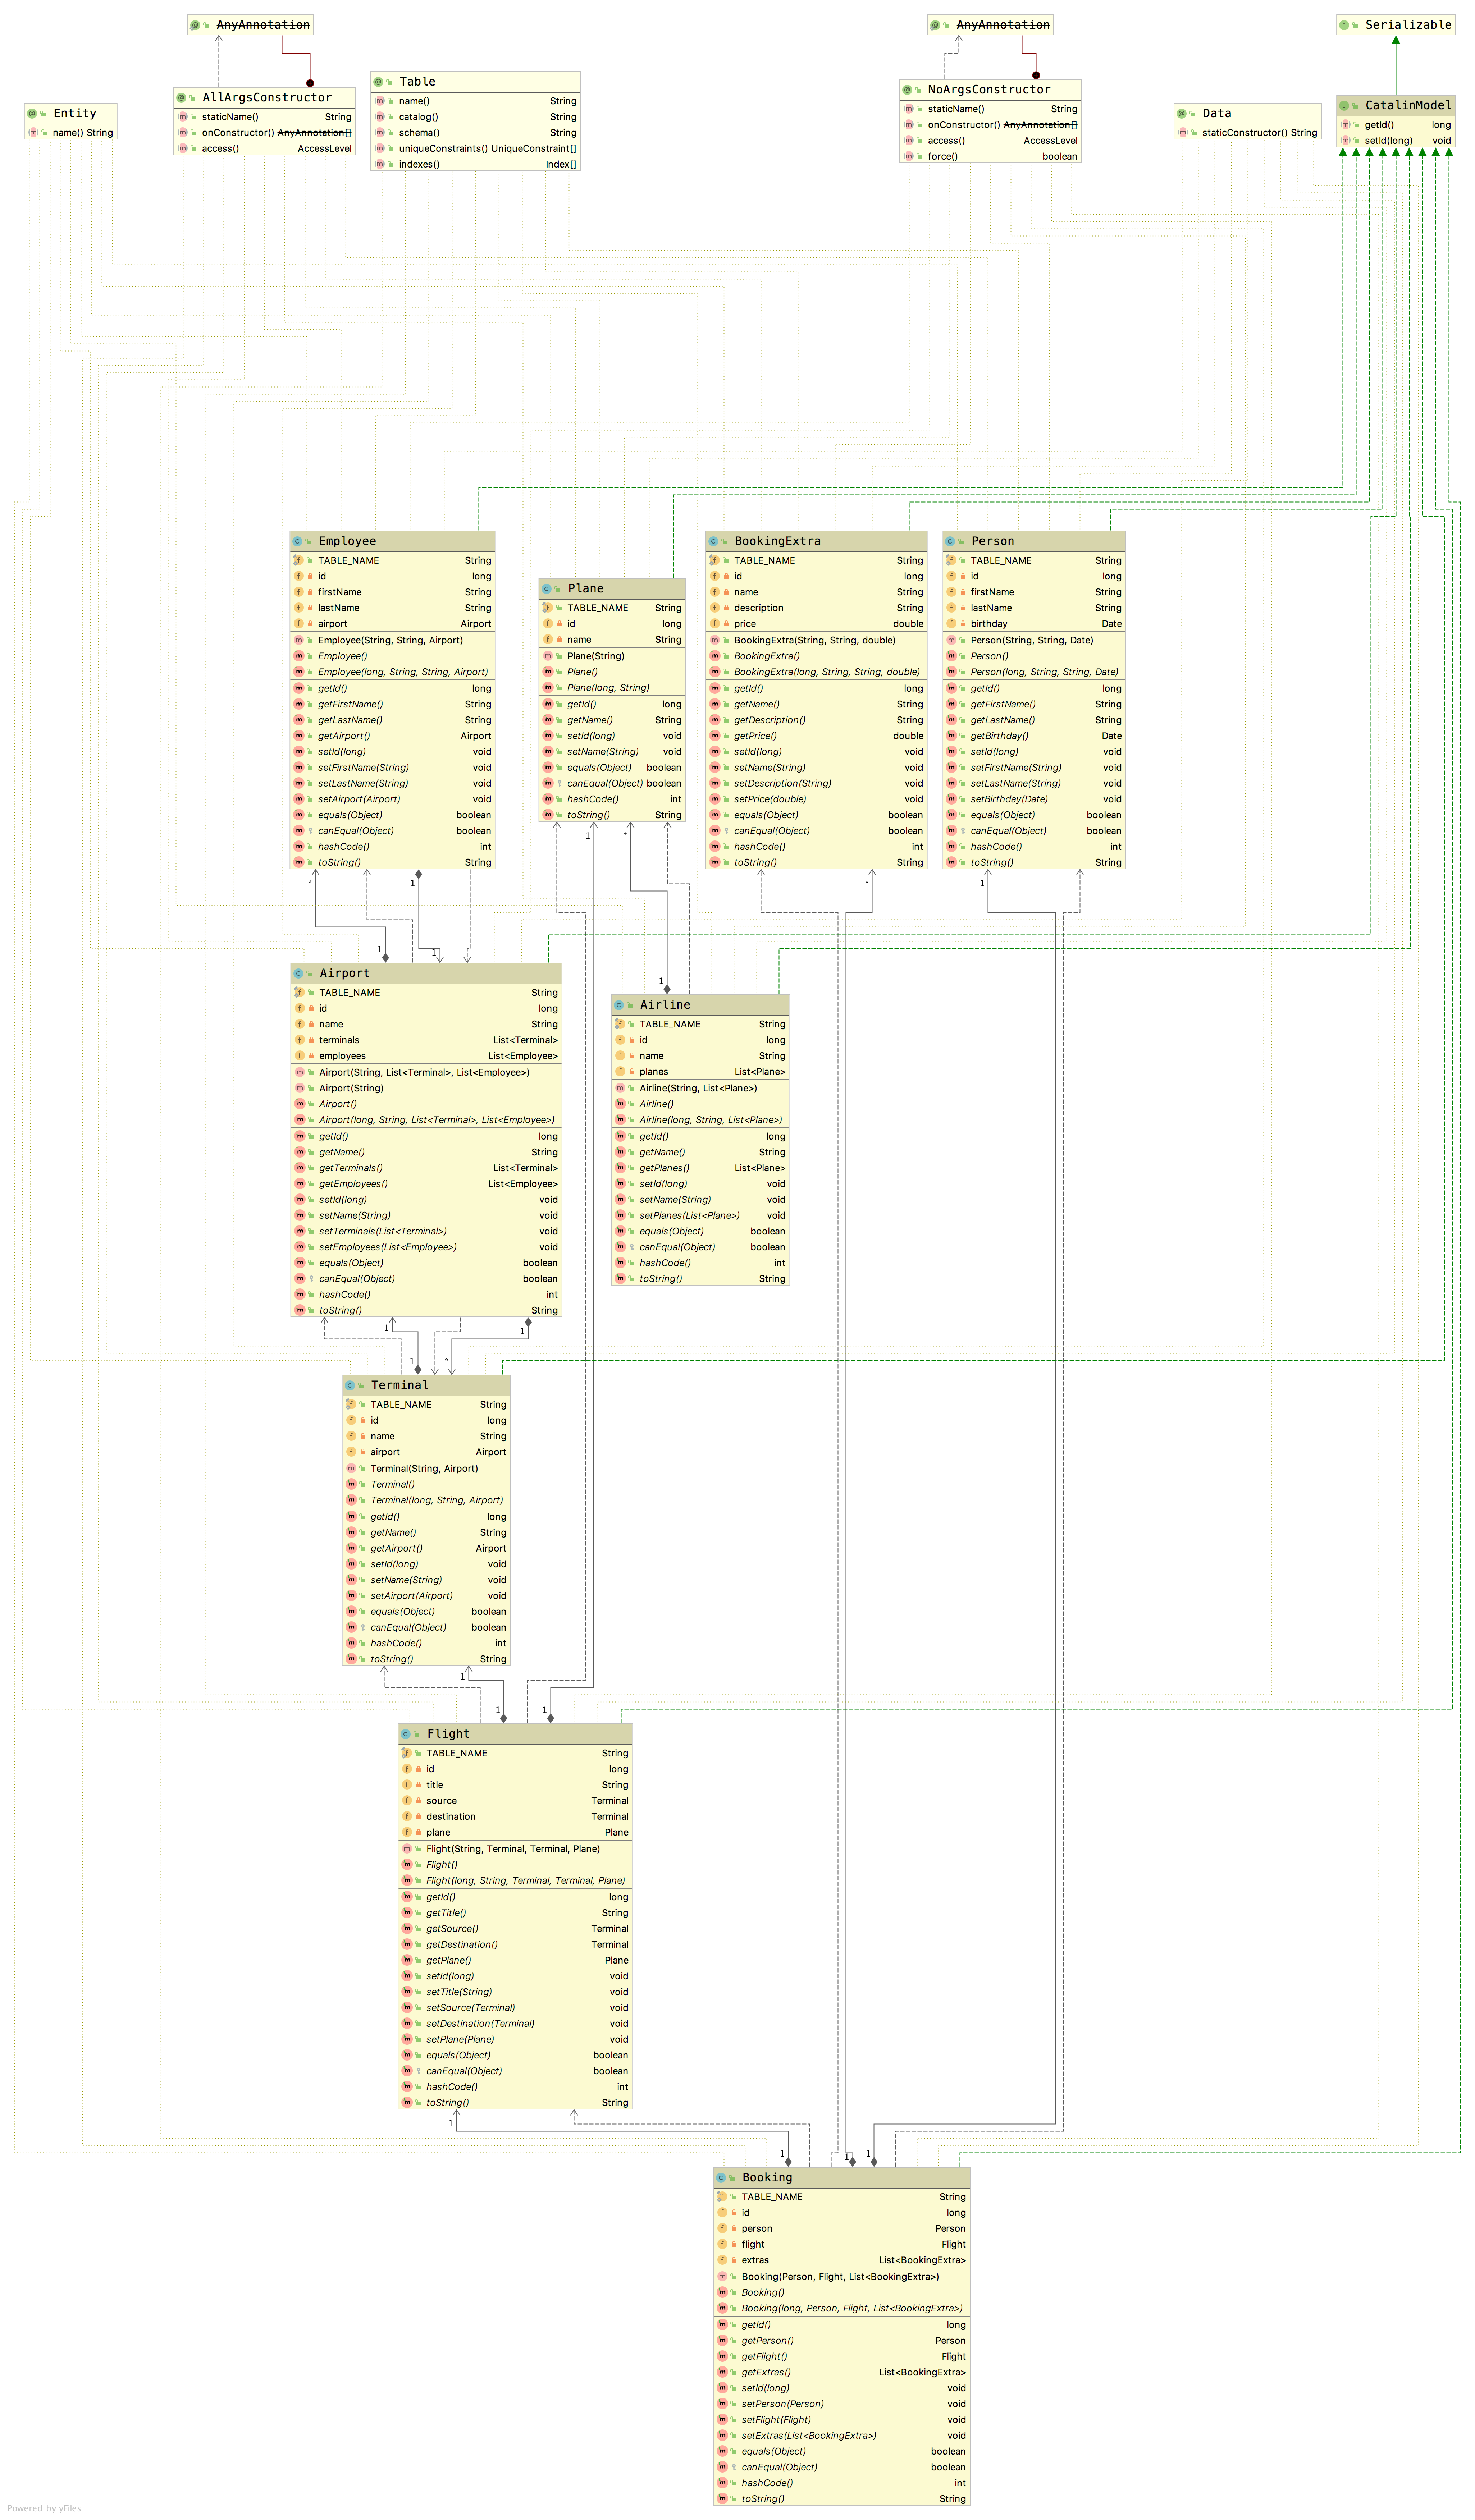 AnyAnnotation
AnyAnnotation
Serializable
Entity
name() String
AllArgsConstructor
staticName() String
onConstructor() AnyAnnotation[]
access() AccessLevel
Table
name() String
catalog() String
schema() String
uniqueConstraints() UniqueConstraint[]
indexes() Index[]
NoArgsConstructor
staticName() String
onConstructor() AnyAnnotation[]
access() AccessLevel
force() boolean
Data
staticConstructor() String
CatalinModel
getId() long
setId(long) void
Employee
TABLE_NAME String
id long
firstName String
lastName String
airport Airport
Employee(String, String, Airport)
Employee()
Employee(long, String, String, Airport)
getId() long
getFirstName() String
getLastName() String
getAirport() Airport
setId(long) void
setFirstName(String) void
setLastName(String) void
setAirport(Airport) void
equals(Object) boolean
canEqual(Object) boolean
hashCode() int
toString() String
Plane
TABLE_NAME String
id long
name String
Plane(String)
Plane()
Plane(long, String)
getId() long
getName() String
setId(long) void
setName(String) void
equals(Object) boolean
canEqual(Object) boolean
hashCode() int
toString() String
BookingExtra
TABLE_NAME String
id long
name String
description String
price double
BookingExtra(String, String, double)
BookingExtra()
BookingExtra(long, String, String, double)
getId() long
getName() String
getDescription() String
getPrice() double
setId(long) void
setName(String) void
setDescription(String) void
setPrice(double) void
equals(Object) boolean
canEqual(Object) boolean
hashCode() int
toString() String
Person
TABLE_NAME String
id long
firstName String
lastName String
birthday Date
Person(String, String, Date)
Person()
Person(long, String, String, Date)
getId() long
getFirstName() String
getLastName() String
getBirthday() Date
setId(long) void
setFirstName(String) void
setLastName(String) void
setBirthday(Date) void
equals(Object) boolean
canEqual(Object) boolean
hashCode() int
toString() String
* 1 1 * * 1
1 1 1
Airport
TABLE_NAME String
id long
name String
terminals List<Terminal>
employees List<Employee>
Airport(String, List<Terminal>, List<Employee>)
Airport(String)
Airport()
Airport(long, String, List<Terminal>, List<Employee>)
getId() long
getName() String
getTerminals() List<Terminal>
getEmployees() List<Employee>
setId(long) void
setName(String) void
setTerminals(List<Terminal>) void
setEmployees(List<Employee>) void
equals(Object) boolean
canEqual(Object) boolean
hashCode() int
toString() String
Airline
TABLE_NAME String
id long
name String
planes List<Plane>
Airline(String, List<Plane>)
Airline()
Airline(long, String, List<Plane>)
getId() long
getName() String
getPlanes() List<Plane>
setId(long) void
setName(String) void
setPlanes(List<Plane>) void
equals(Object) boolean
canEqual(Object) boolean
hashCode() int
toString() String
1 1
1 *
Terminal
TABLE_NAME String
id long
name String
airport Airport
Terminal(String, Airport)
Terminal()
Terminal(long, String, Airport)
getId() long
getName() String
getAirport() Airport
setId(long) void
setName(String) void
setAirport(Airport) void
equals(Object) boolean
canEqual(Object) boolean
hashCode() int
toString() String
1
1 1
Flight
TABLE_NAME String
id long
title String
source Terminal
destination Terminal
plane Plane
Flight(String, Terminal, Terminal, Plane)
Flight()
Flight(long, String, Terminal, Terminal, Plane)
getId() long
getTitle() String
getSource() Terminal
getDestination() Terminal
getPlane() Plane
setId(long) void
setTitle(String) void
setSource(Terminal) void
setDestination(Terminal) void
setPlane(Plane) void
equals(Object) boolean
canEqual(Object) boolean
hashCode() int
toString() String
1
1 1 1
Booking
TABLE_NAME String
id long
person Person
flight Flight
extras List<BookingExtra>
Booking(Person, Flight, List<BookingExtra>)
Booking()
Booking(long, Person, Flight, List<BookingExtra>)
getId() long
getPerson() Person
getFlight() Flight
getExtras() List<BookingExtra>
setId(long) void
setPerson(Person) void
setFlight(Flight) void
setExtras(List<BookingExtra>) void
equals(Object) boolean
canEqual(Object) boolean
hashCode() int
toString() String
Powered by yFiles